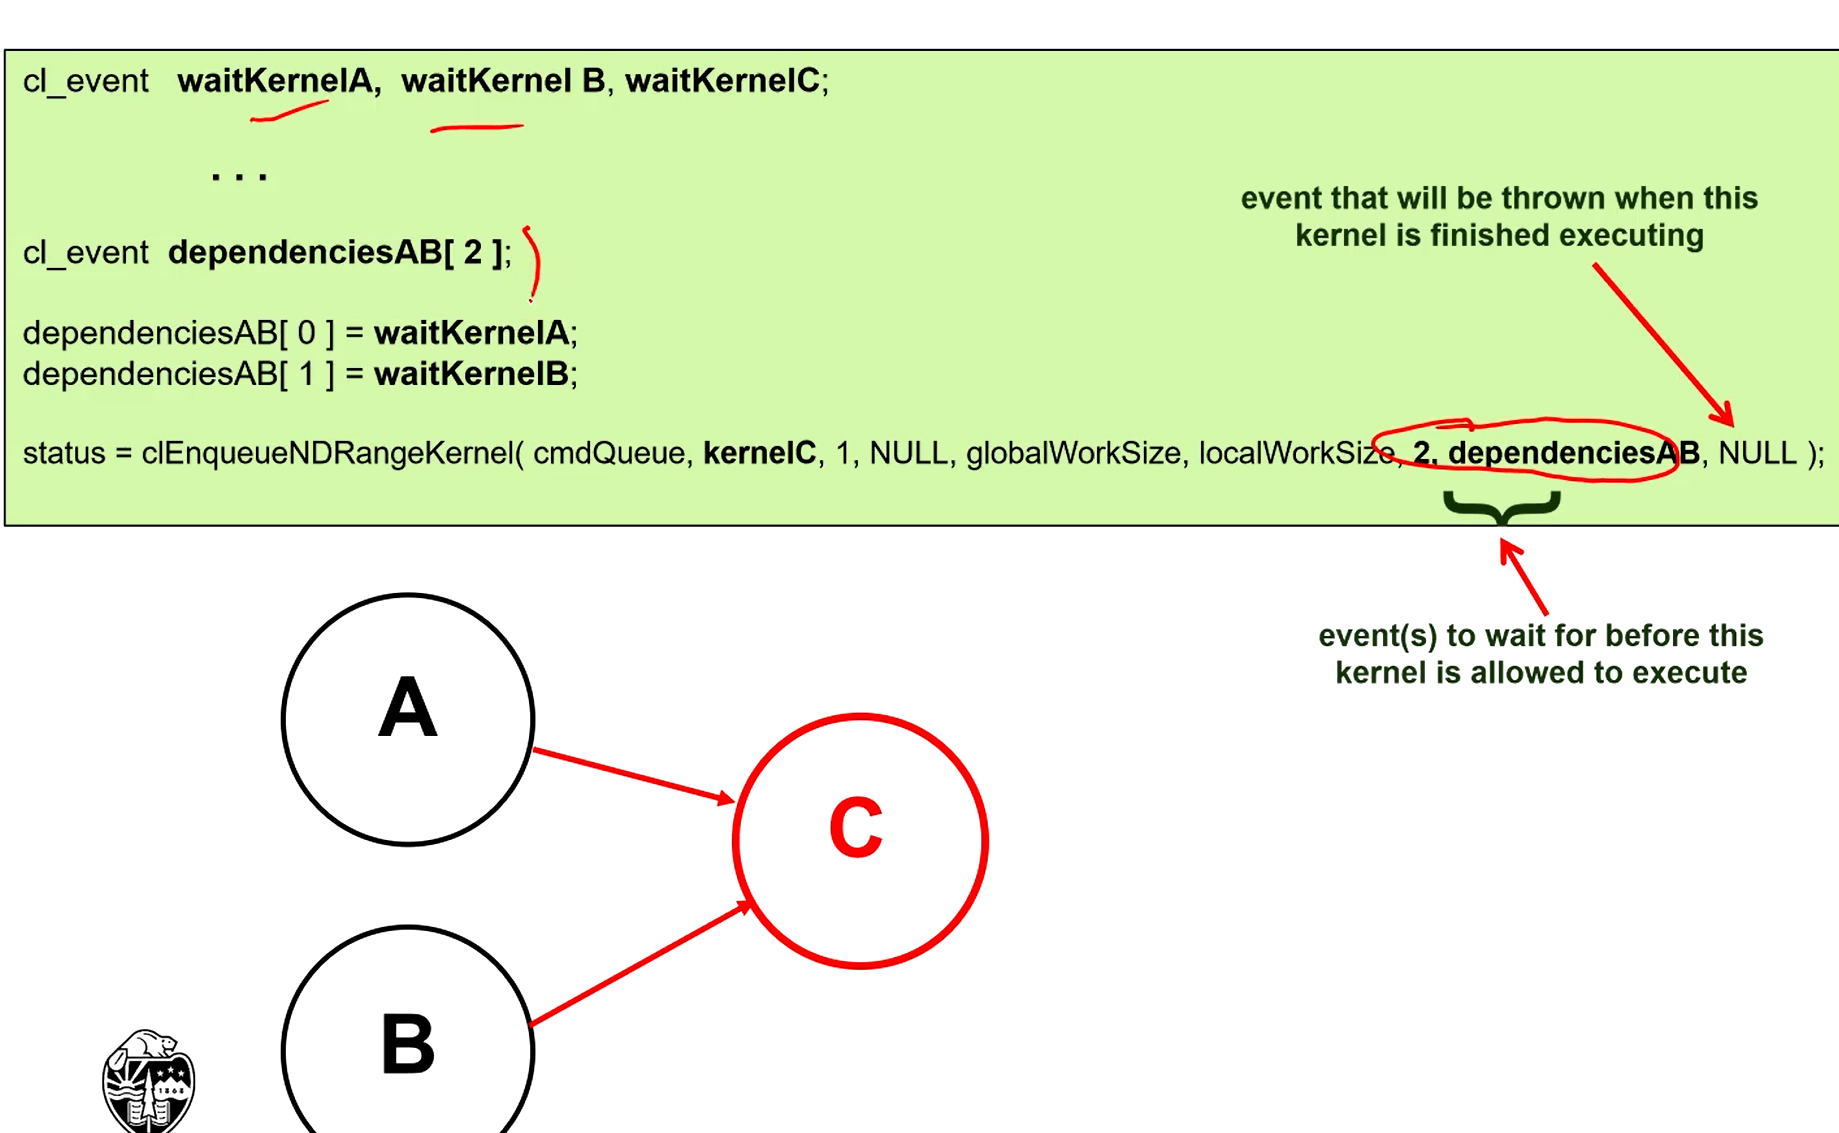 cl_event waitKernelA, waitKernel B, waitKernelC;
. . .
cl_event dependenciesAB[ 2 ];
dependenciesAB[ 0 ] = waitKernelA;
dependenciesAB[ 1 ] = waitKernelB;
event that will be thrown when this
kernel is finished executing
status = clEnqueueNDRangeKernel( cmdQueue, kernelC, 1, NULL, globalWorkSize, localWorkSize, 2, dependenciesAB, NULL );
event(s) to wait for before this
kernel is allowed to execute
A
C
B
1868